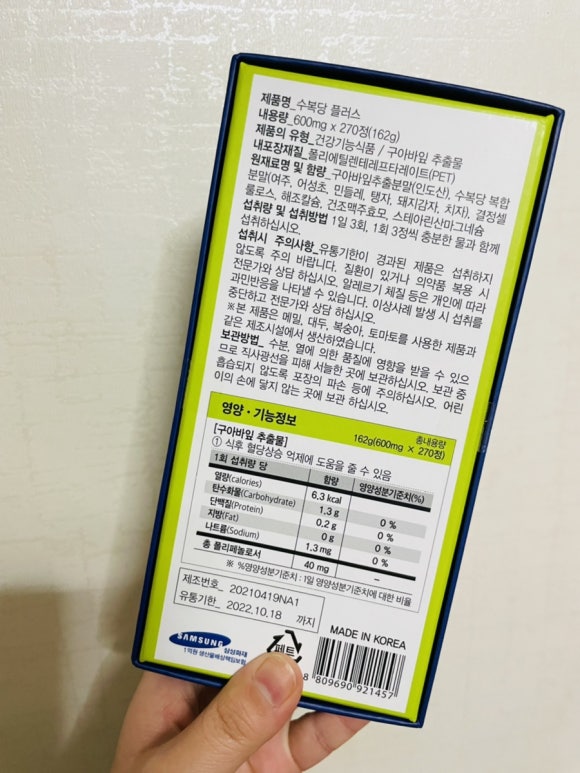 제품명_수복당 플러스
내용량_600mg x 270정(162g)
제품의 유형_건강기능식품 / 구아바잎 추출물
내포장재질_폴리에틸렌테레프타레이트(PET)
원재료명 및 함량_구아바잎추출분말(인도산), 수복당 복합
분말(여주, 어성초, 민들레, 탱자, 돼지감자, 치자), 결정셀
룰로스, 해조칼슘, 건조맥주효모, 스테아린산마그네슘
섭취량 및 섭취방법 1일 3회, 1회 3정씩 충분한 물과 함께
섭취하십시오.
섭취시 주의사항_유통기한이 경과된 제품은 섭취하지
않도록 주의 바랍니다. 질환이 있거나 의약품 복용 시
전문가와 상담 하십시오. 알레르기 체질 등은 개인에 따라
과민반응을 나타낼 수 있습니다. 이상사례 발생 시 섭취를
중단하고 전문가와 상담 하십시오.
※본 제품은 메밀, 대두, 복숭아, 토마토를 사용한 제품과
같은 제조시설에서 생산하였습니다.
보관방법_ 수분, 열에 의한 품질에 영향을 받을 수 있으
므로 직사광선을 피해 서늘한 곳에 보관하십시오. 보관 중
흡습되지 않도록 포장의 파손 등에 주의하십시오. 어린
이의 손에 닿지 않는 곳에 보관 하십시오.
영양·기능정보 총내용량
162g(600mg × 270정)
[구아바잎 추출물]
① 식후 혈당상승 억제에 도움을 줄 수 있음
1회 섭취량 당 함량 영양성분기준치(%)
열량(calories) 6.3 kcal
탄수화물(Carbohydrate) 1.3 g 0 %
단백질(Protein) 0.2 g 0 %
지방(Fat) 0 g 0 %
나트륨(Sodium) 1.3 mg 0 %
총 폴리페놀로서 40 mg –
※ %영양성분기준치 : 1일 영양성분기준치에 대한 비율
제조번호_ 20210419NA1
유통기한_ 2022.10.18 까지
SAMSUNG 삼성화재
1억원 생산물배상책임보험
페트
MADE IN KOREA
8 809690 921457